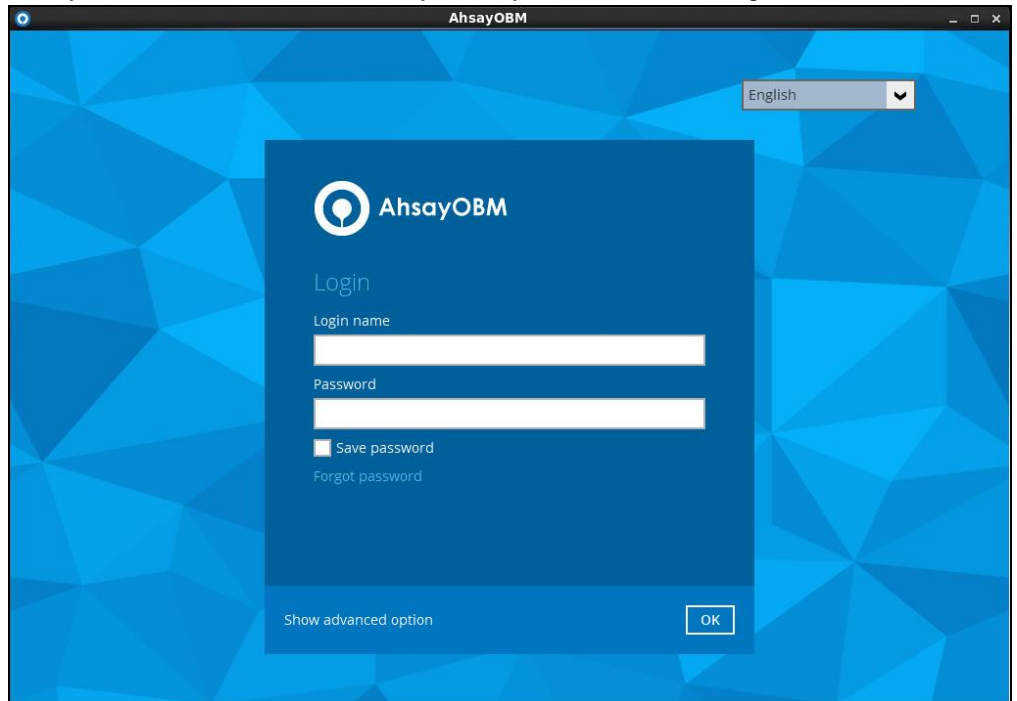 AhsayOBM
English
AhsayOBM
Login
Login name
Password
Save password
Forgot password
Show advanced option
OK